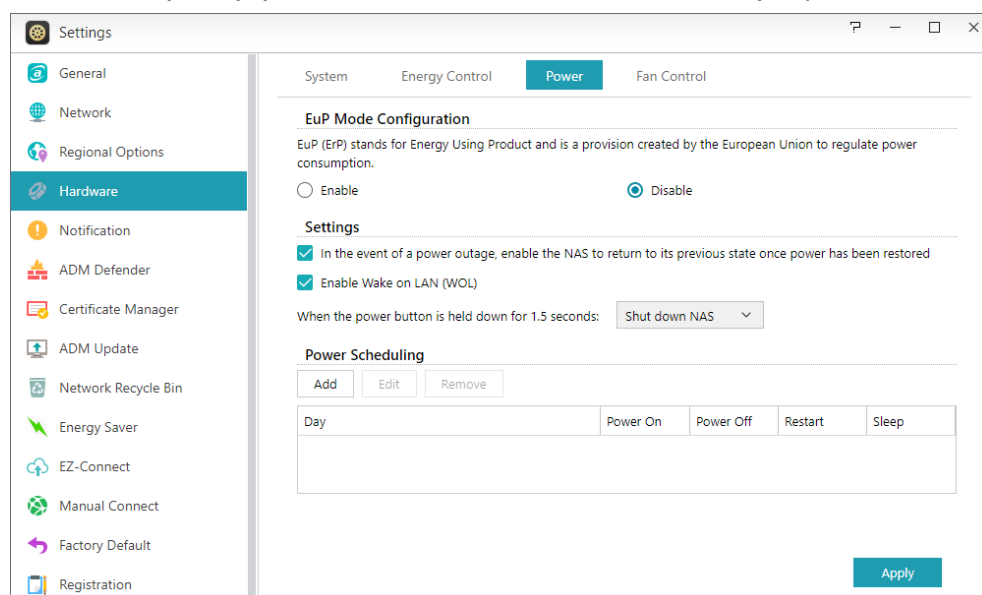 Settings
General
Network
Regional Options
Hardware
Notification
ADM Defender
Certificate Manager
ADM Update
Network Recycle Bin
Energy Saver
EZ-Connect
Manual Connect
Factory Default
Registration
System Energy Control Power Fan Control
EuP Mode Configuration
EuP (ErP) stands for Energy Using Product and is a provision created by the European Union to regulate power
consumption.
Enable Disable
Settings
In the event of a power outage, enable the NAS to return to its previous state once power has been restored
Enable Wake on LAN (WOL)
When the power button is held down for 1.5 seconds: Shut down NAS
Power Scheduling
Add Edit Remove
Day Power On Power Off Restart Sleep
Apply